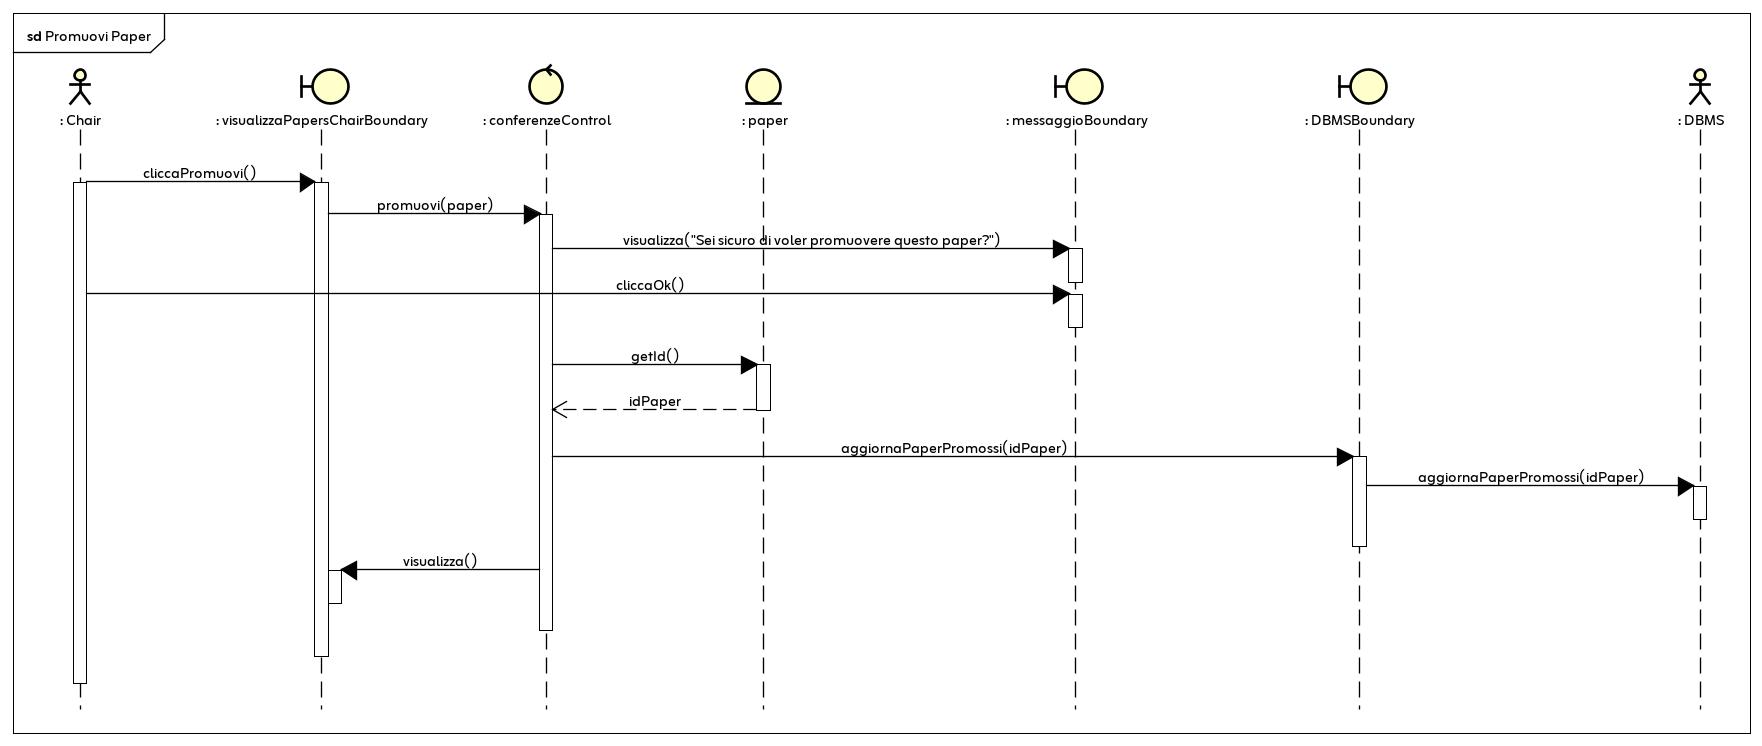 sd Promuovi Paper
: Chair
: visualizzaPapersChairBoundary
: conferenzeControl
: paper
: messaggioBoundary
: DBMSBoundary
: DBMS
cliccaPromuovi()
promuovi(paper)
visualizza("Sei sicuro di voler promuovere questo paper?")
cliccaOk()
getId()
idPaper
aggiornaPaperPromossi(idPaper)
aggiornaPaperPromossi(idPaper)
visualizza()